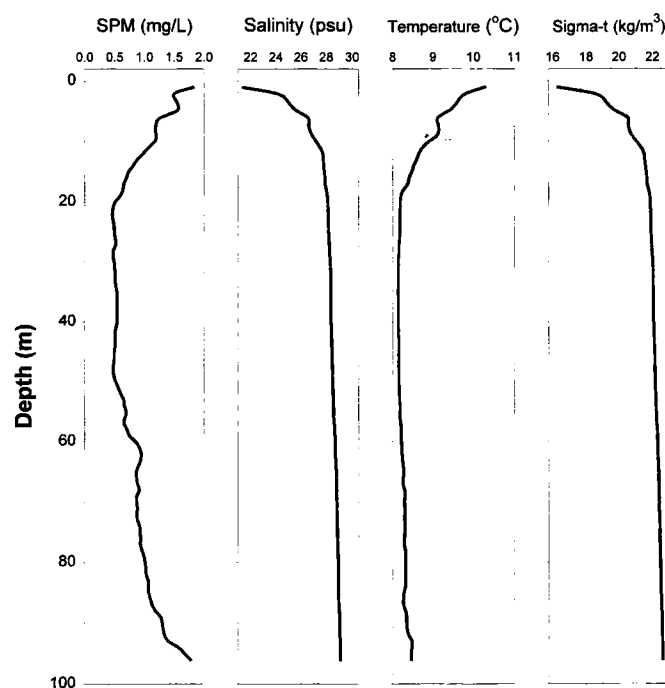 SPM (mg/L) Salinity (psu) Temperature (°C) Sigma-t (kg/m³)
0.0 0.5 1.0 1.5 2.0 22 24 26 28 30 8 9 10 11 16 18 20 22
0
20
40
60
80
100
Depth (m)